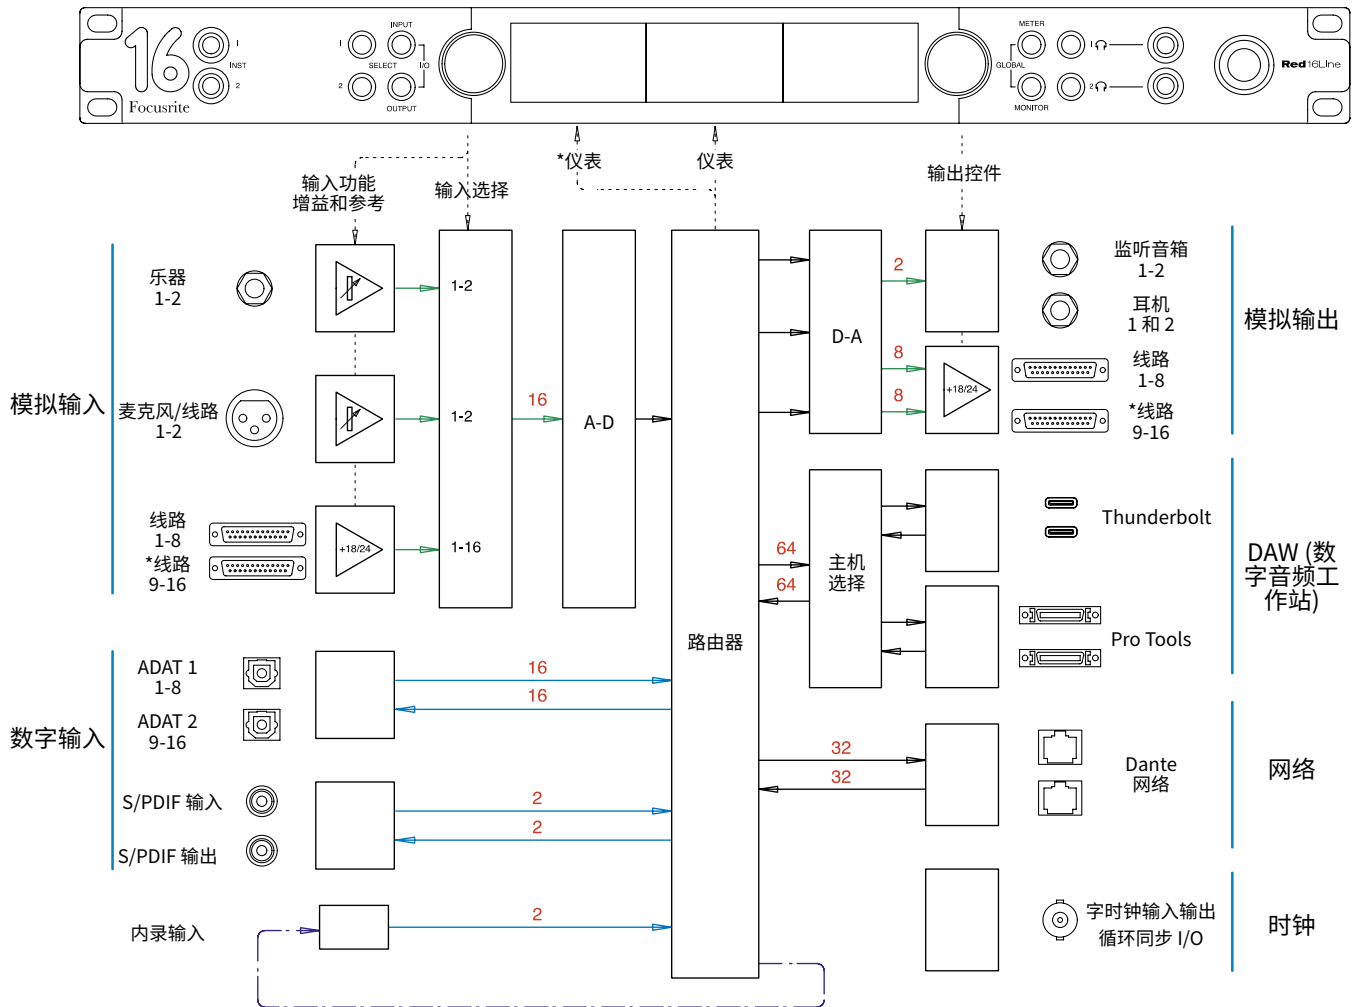 16
Focusrite
1
INST
2
INPUT
1
SELECT
I/O
2
OUTPUT
METER
GLOBAL
MONITOR
1
2
Red16Line
*仪表
仪表
输入功能
增益和参考
输入选择
输出控件
模拟输入
乐器
1-2
1-2
麦克风/线路
1-2
1-2
线路
1-8
*线路
9-16
+18/24
1-16
16
A-D
路由器
D-A
2
8
8
+18/24
监听音箱
1-2
耳机
1 和 2
线路
1-8
*线路
9-16
模拟输出
64
64
主机
选择
Thunderbolt
Pro Tools
DAW (数
字音频工
作站)
数字输入
ADAT 1
1-8
ADAT 2
9-16
16
16
S/PDIF 输入
S/PDIF 输出
2
2
内录输入
2
32
32
Dante
网络
网络
字时钟输入输出
循环同步 I/O
时钟